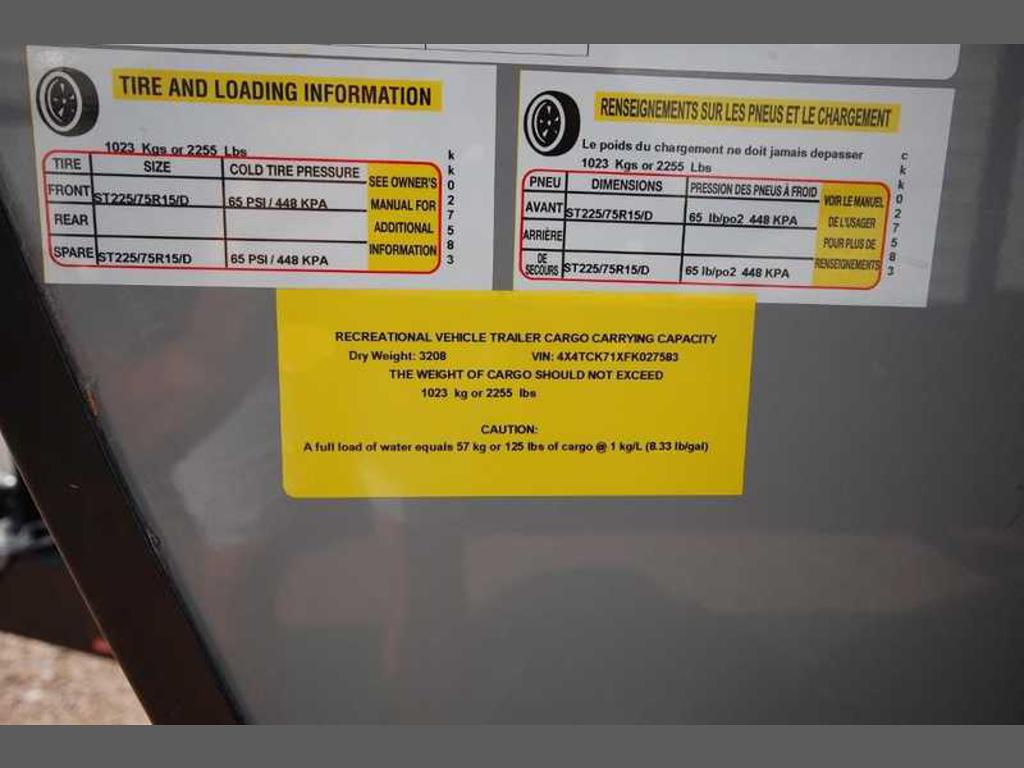 TIRE AND LOADING INFORMATION
1023 Kgs or 2255 Lbs
TIRE SIZE COLD TIRE PRESSURE SEE OWNER'S
FRONT ST225/75R15/D 65 PSI / 448 KPA MANUAL FOR
REAR ADDITIONAL
SPARE ST225/75R15/D 65 PSI / 448 KPA INFORMATION
k
k
0
2
7
5
8
3
RENSEIGNEMENTS SUR LES PNEUS ET LE CHARGEMENT
Le poids du chargement ne doit jamais depasser
1023 Kgs or 2255 Lbs
PNEU DIMENSIONS PRESSION DES PNEUS À FROID VOIR LE MANUEL
AVANT ST225/75R15/D 65 lb/po2 448 KPA DE L'USAGER
ARRIÈRE POUR PLUS DE
DE SECOURS ST225/75R15/D 65 lb/po2 448 KPA RENSEIGNEMENTS
c
k
k
0
2
7
5
8
3
RECREATIONAL VEHICLE TRAILER CARGO CARRYING CAPACITY
Dry Weight: 3208 VIN: 4X4TCK71XFK027583
THE WEIGHT OF CARGO SHOULD NOT EXCEED
1023 kg or 2255 lbs
CAUTION:
A full load of water equals 57 kg or 125 lbs of cargo @ 1 kg/L (8.33 lb/gal)